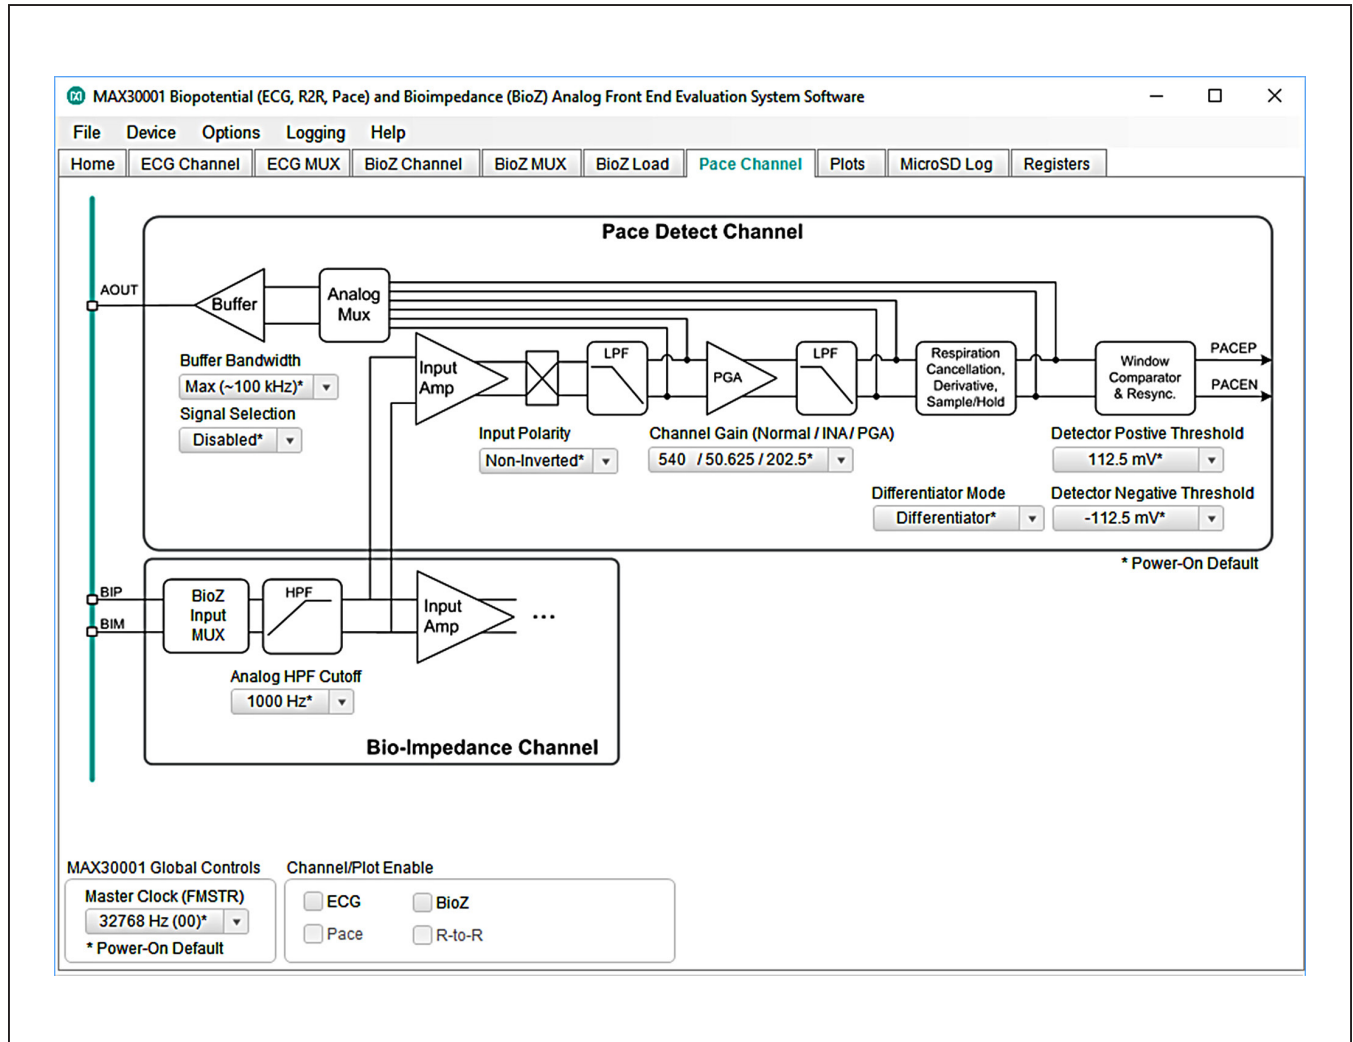 MAX30001 Biopotential (ECG, R2R, Pace) and Bioimpedance (BioZ) Analog Front End Evaluation System Software
File Device Options Logging Help
Home ECG Channel ECG MUX BioZ Channel BioZ MUX BioZ Load Pace Channel Plots MicroSD Log Registers
Pace Detect Channel
AOUT
Buffer
Analog
Mux
Buffer Bandwidth
Max (~100 kHz)*
Signal Selection
Disabled*
Input
Amp
LPF
PGA
LPF
Respiration
Cancellation,
Derivative,
Sample/Hold
Window
Comparator
& Resync.
PACEP
PACEN
Input Polarity
Non-Inverted*
Channel Gain (Normal / INA / PGA)
540 / 50.625 / 202.5*
Detector Postive Threshold
112.5 mV*
Differentiator Mode
Differentiator*
Detector Negative Threshold
-112.5 mV*
* Power-On Default
BIP
BIM
BioZ
Input
MUX
HPF
Input
Amp
...
Analog HPF Cutoff
1000 Hz*
Bio-Impedance Channel
MAX30001 Global Controls
Master Clock (FMSTR)
32768 Hz (00)*
* Power-On Default
Channel/Plot Enable
ECG BioZ
Pace R-to-R